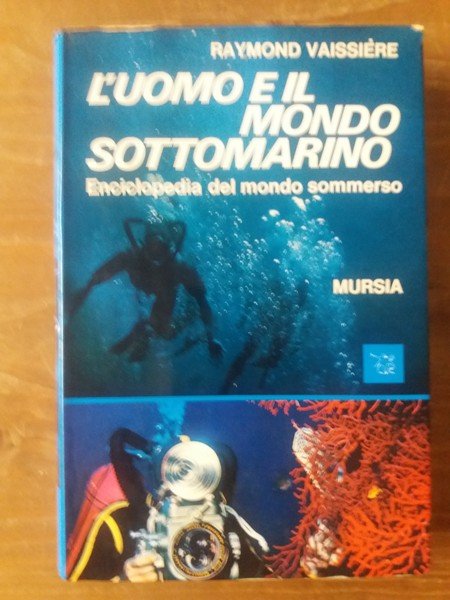 RAYMOND VAISSIÈRE
L'UOMO E IL
MONDO
SOTTOMARINO
Enciclopedia del mondo sommerso
MURSIA